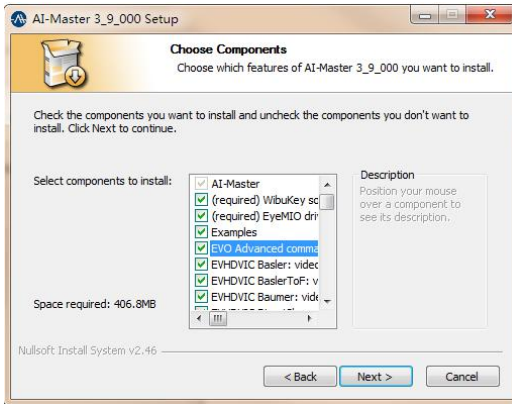 AI-Master 3_9_000 Setup
Choose Components
Choose which features of AI-Master 3_9_000 you want to install.
Check the components you want to install and uncheck the components you don't want to
install. Click Next to continue.
Select components to install:
AI-Master
(required) WibuKey so
(required) EyeMIO dri
Examples
EVO Advanced comma
EVHDVIC Basler: video
EVHDVIC BaslerToF: v
EVHDVIC Baumer: vide
Description
Position your mouse
over a component to
see its description.
Space required: 406.8MB
Nullsoft Install System v2.46
< Back
Next >
Cancel